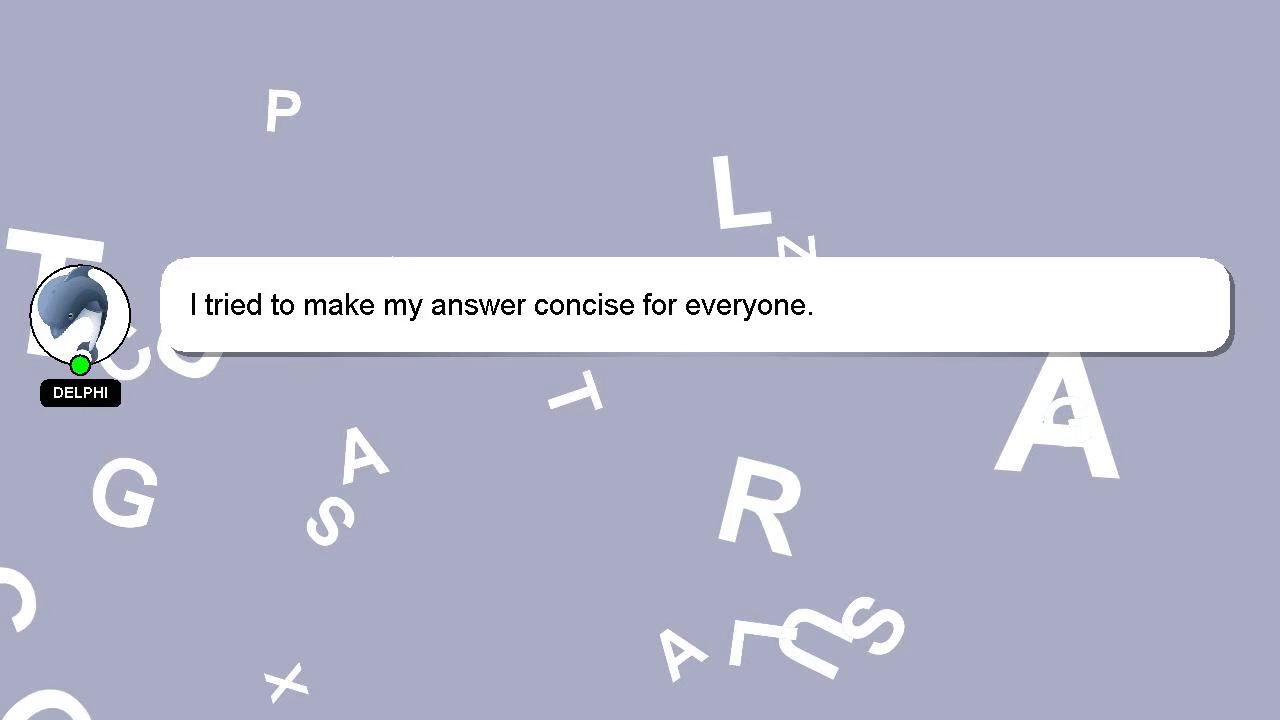 P
L
Z
T
I tried to make my answer concise for everyone.
DELPHI
T
A
G
A
S
R
C
A
L
U
S
X